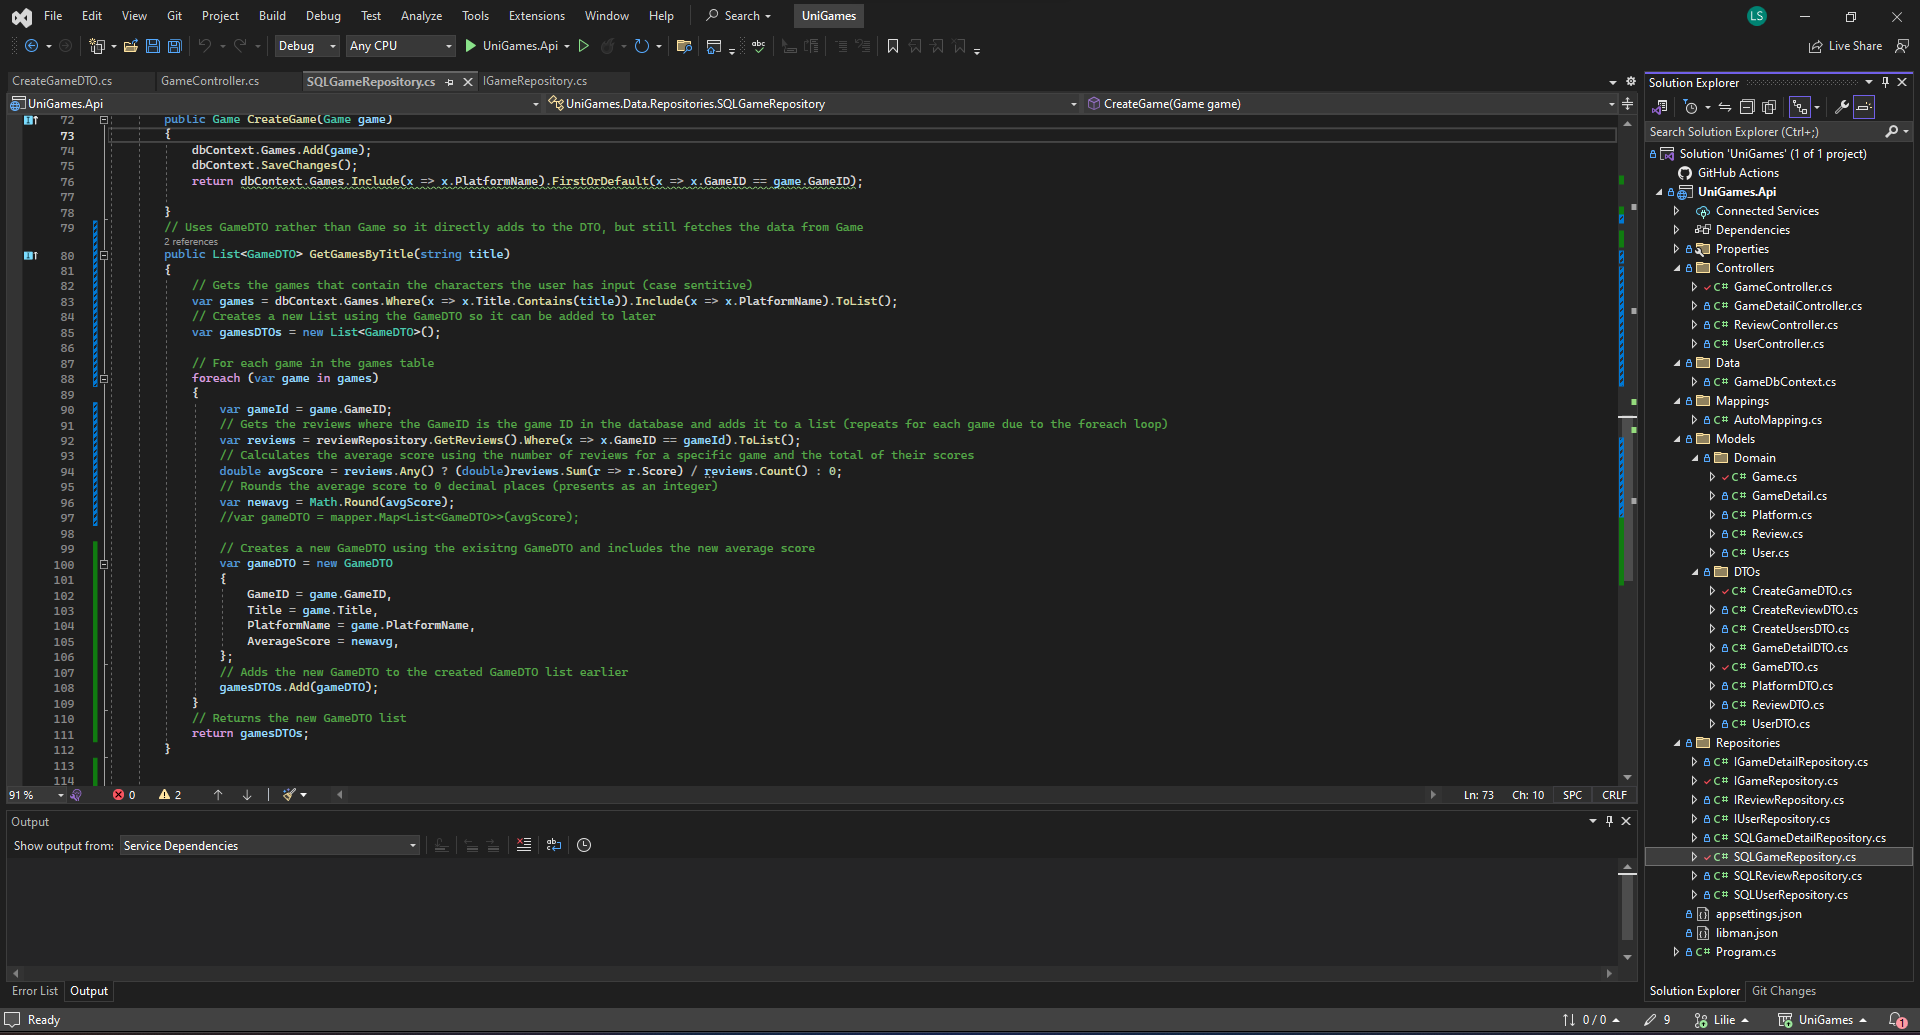 File Edit View Git Project Build Debug Test Analyze Tools Extensions Window Help Search UniGames LS
Debug Any CPU UniGames.Api Live Share
CreateGameDTO.cs GameController.cs SQLGameRepository.cs IGameRepository.cs
UniGames.Api UniGames.Data.Repositories.SQLGameRepository CreateGame(Game game)
72 public Game CreateGame(Game game)
73 {
74 dbContext.Games.Add(game);
75 dbContext.SaveChanges();
76 return dbContext.Games.Include(x => x.PlatformName).FirstOrDefault(x => x.GameID == game.GameID);
77
78 }
79 // Uses GameDTO rather than Game so it directly adds to the DTO, but still fetches the data from Game
2 references
80 public List<GameDTO> GetGamesByTitle(string title)
81 {
82 // Gets the games that contain the characters the user has input (case sentitive)
83 var games = dbContext.Games.Where(x => x.Title.Contains(title)).Include(x => x.PlatformName).ToList();
84 // Creates a new List using the GameDTO so it can be added to later
85 var gamesDTOs = new List<GameDTO>();
86
87 // For each game in the games table
88 foreach (var game in games)
89 {
90 var gameId = game.GameID;
91 // Gets the reviews where the GameID is the game ID in the database and adds it to a list (repeats for each game due to the foreach loop)
92 var reviews = reviewRepository.GetReviews().Where(x => x.GameID == gameId).ToList();
93 // Calculates the average score using the number of reviews for a specific game and the total of their scores
94 double avgScore = reviews.Any() ? (double)reviews.Sum(r => r.Score) / reviews.Count() : 0;
95 // Rounds the average score to 0 decimal places (presents as an integer)
96 var newavg = Math.Round(avgScore);
97 //var gameDTO = mapper.Map<List<GameDTO>>(avgScore);
98
99 // Creates a new GameDTO using the exisitng GameDTO and includes the new average score
100 var gameDTO = new GameDTO
101 {
102 GameID = game.GameID,
103 Title = game.Title,
104 PlatformName = game.PlatformName,
105 AverageScore = newavg,
106 };
107 // Adds the new GameDTO to the created GameDTO list earlier
108 gamesDTOs.Add(gameDTO);
109 }
110 // Returns the new GameDTO list
111 return gamesDTOs;
112 }
113
114
91 % 0 2 Ln: 73 Ch: 10 SPC CRLF
Output
Show output from: Service Dependencies
Error List Output
Solution Explorer
Search Solution Explorer (Ctrl+;)
Solution 'UniGames' (1 of 1 project)
GitHub Actions
UniGames.Api
Connected Services
Dependencies
Properties
Controllers
C# GameController.cs
C# GameDetailController.cs
C# ReviewController.cs
C# UserController.cs
Data
C# GameDbContext.cs
Mappings
C# AutoMapping.cs
Models
Domain
C# Game.cs
C# GameDetail.cs
C# Platform.cs
C# Review.cs
C# User.cs
DTOs
C# CreateGameDTO.cs
C# CreateReviewDTO.cs
C# CreateUsersDTO.cs
C# GameDetailDTO.cs
C# GameDTO.cs
C# PlatformDTO.cs
C# ReviewDTO.cs
C# UserDTO.cs
Repositories
C# IGameDetailRepository.cs
C# IGameRepository.cs
C# IReviewRepository.cs
C# IUserRepository.cs
C# SQLGameDetailRepository.cs
C# SQLGameRepository.cs
C# SQLReviewRepository.cs
C# SQLUserRepository.cs
appsettings.json
libman.json
C# Program.cs
Solution Explorer Git Changes
Ready 0 / 0 9 Lilie UniGames 1